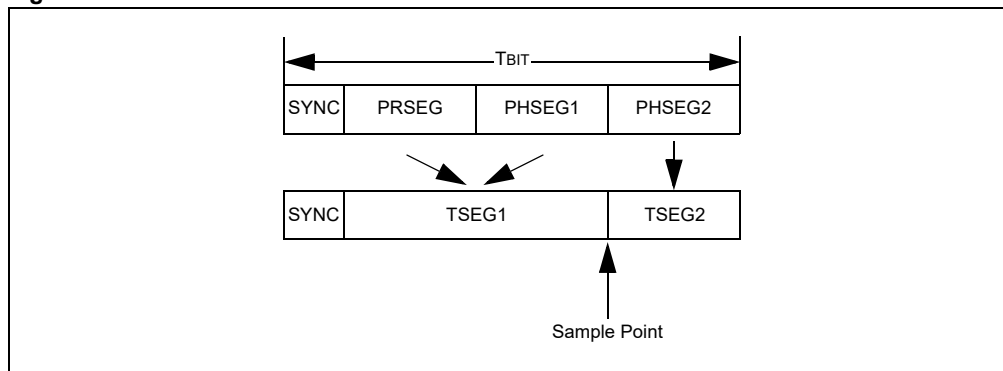 TBIT
SYNC PRSEG PHSEG1 PHSEG2
SYNC TSEG1 TSEG2
Sample Point